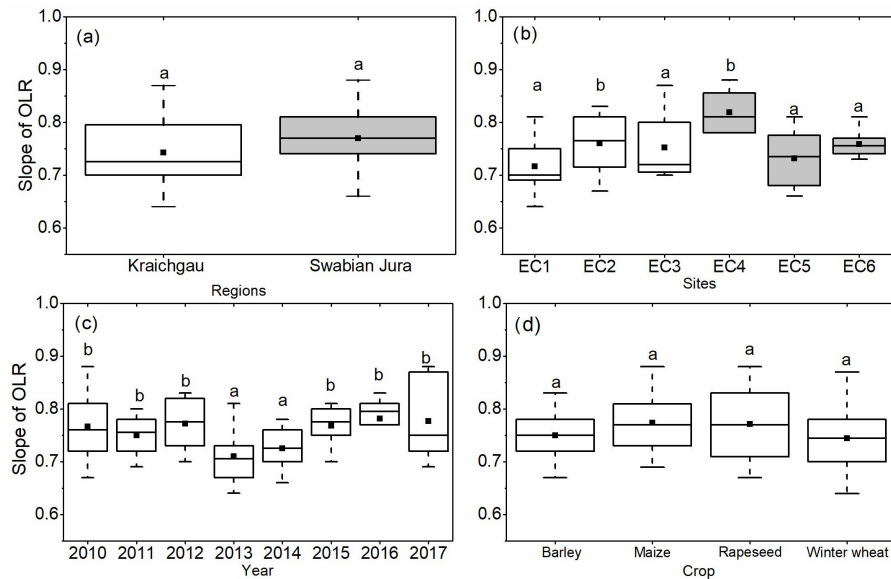 (a)
a a
Slope of OLR
1.0
0.9
0.8
0.7
0.6
Kraichgau Swabian Jura
Regions
(b)
a b a b a a
1.0
0.9
0.8
0.7
0.6
EC1 EC2 EC3 EC4 EC5 EC6
Sites
(c)
b b b a a b b b
Slope of OLR
1.0
0.9
0.8
0.7
0.6
2010 2011 2012 2013 2014 2015 2016 2017
Year
(d)
a a a a
1.0
0.9
0.8
0.7
0.6
Barley Maize Rapeseed Winter wheat
Crop